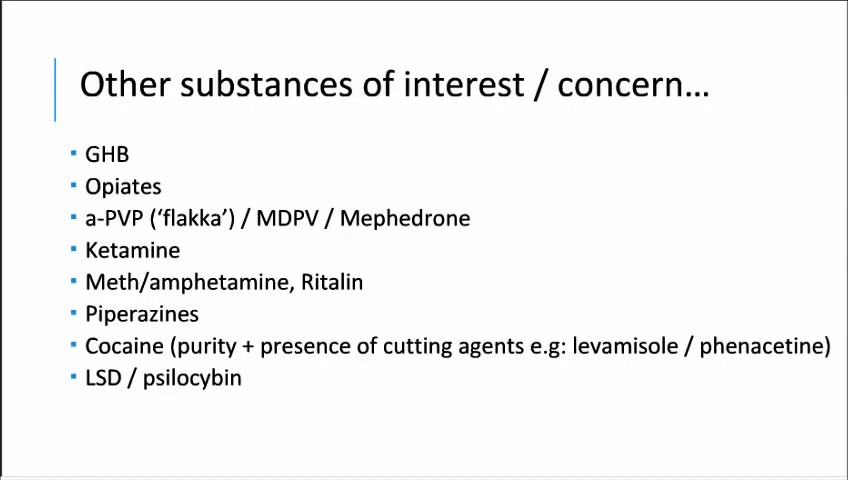 Other substances of interest / concern...
GHB
Opiates
a-PVP (‘flakka’) / MDPV / Mephedrone
Ketamine
Meth/amphetamine, Ritalin
Piperazines
Cocaine (purity + presence of cutting agents e.g: levamisole / phenacetine)
LSD / psilocybin